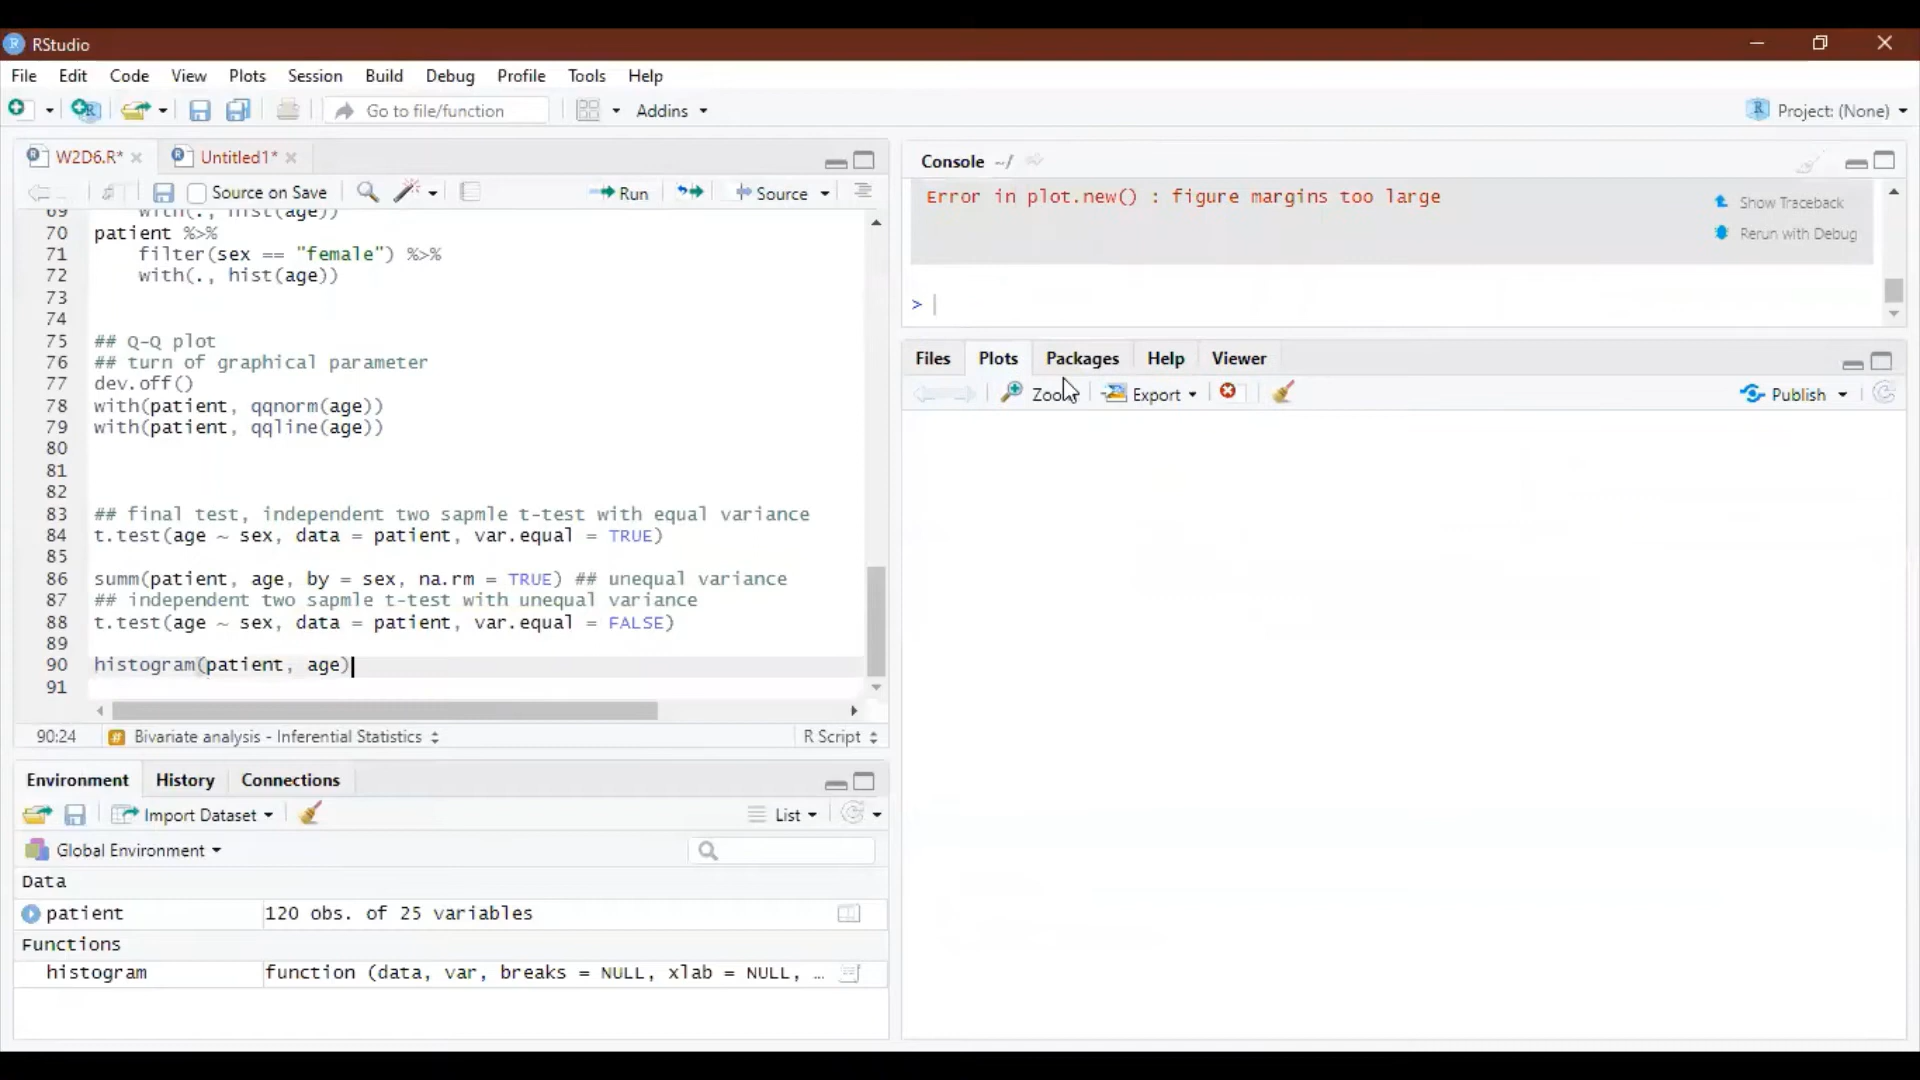 RStudio
File Edit Code View Plots Session Build Debug Profile Tools Help
Go to file/function Addins Project: (None)
W2D6.R* Untitled1*
Source on Save Run Source
69 with(., hist(age))
70 patient %>%
71 filter(sex == "female") %>%
72 with(., hist(age))
73
74
75 ## Q-Q plot
76 ## turn of graphical parameter
77 dev.off()
78 with(patient, qqnorm(age))
79 with(patient, qqline(age))
80
81
82
83 ## final test, independent two sapmle t-test with equal variance
84 t.test(age ~ sex, data = patient, var.equal = TRUE)
85
86 summ(patient, age, by = sex, na.rm = TRUE) ## unequal variance
87 ## independent two sapmle t-test with unequal variance
88 t.test(age ~ sex, data = patient, var.equal = FALSE)
89
90 histogram(patient, age)
91
90:24 Bivariate analysis - Inferential Statistics R Script
Environment History Connections
Import Dataset List
Global Environment
Data
patient 120 obs. of 25 variables
Functions
histogram function (data, var, breaks = NULL, xlab = NULL, …
Console ~/
Error in plot.new() : figure margins too large
Show Traceback
Rerun with Debug
>
Files Plots Packages Help Viewer
Zoom Export Publish